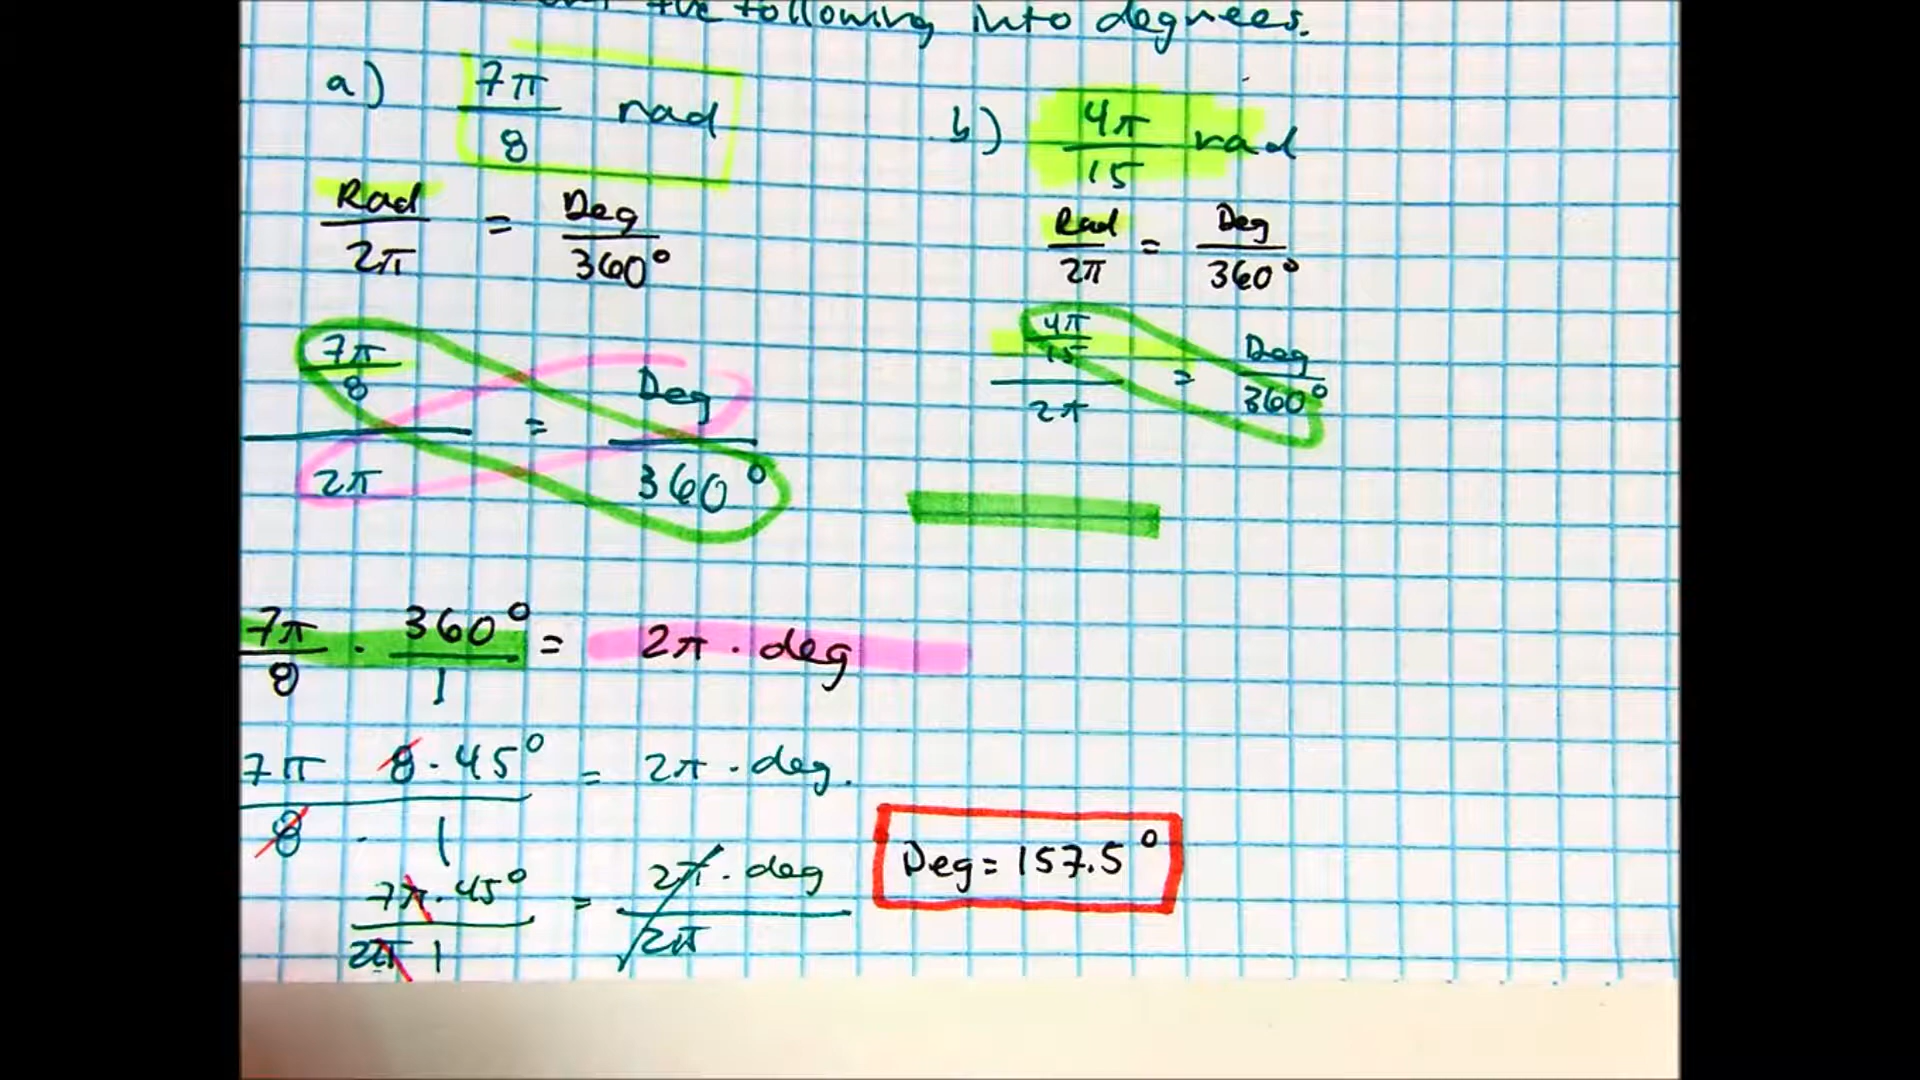 the following into degrees.
a) 7π/8 rad
Rad/2π = Deg/360°
7π/8 / 2π = Deg/360°
7π/8 · 360°/1 = 2π · deg
7π 8 · 45° / 8 · 1 = 2π · deg.
7π · 45° / 2π 1 = 2π · deg / 2π
Deg = 157.5°
b) 4π/15 rad
Rad/2π = Deg/360°
4π/15 / 2π = Deg/360°